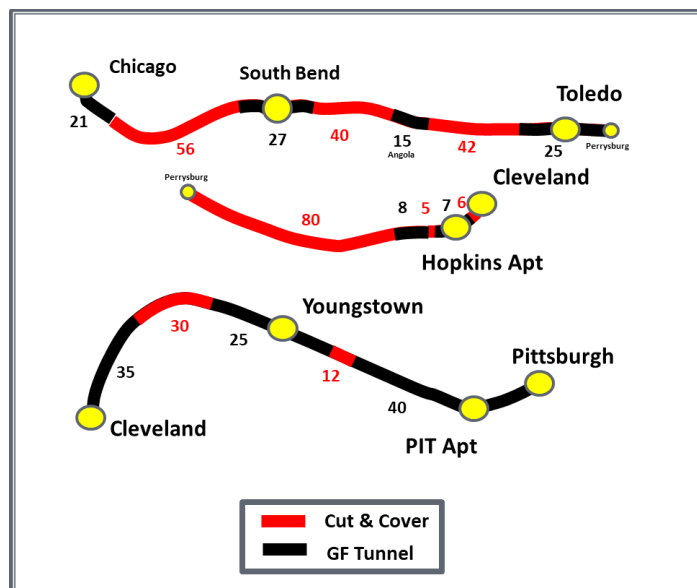 Chicago
South Bend
Toledo
21
56
27
40
15
Angola
42
25
Perrysburg
Perrysburg
80
8
5
7
6
Cleveland
Hopkins Apt
Youngstown
30
25
35
12
40
Pittsburgh
Cleveland
PIT Apt
Cut & Cover
GF Tunnel